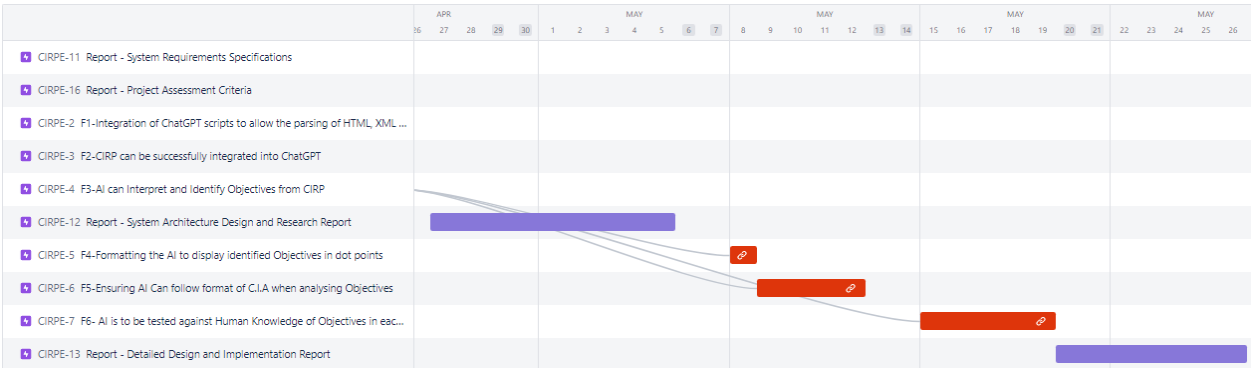 APR MAY MAY MAY MAY
26 27 28 29 30 1 2 3 4 5 6 7 8 9 10 11 12 13 14 15 16 17 18 19 20 21 22 23 24 25 26
CIRPE-11 Report - System Requirements Specifications
CIRPE-16 Report - Project Assessment Criteria
CIRPE-2 F1-Integration of ChatGPT scripts to allow the parsing of HTML, XML ...
CIRPE-3 F2-CIRP can be successfully integrated into ChatGPT
CIRPE-4 F3-AI can Interpret and Identify Objectives from CIRP
CIRPE-12 Report - System Architecture Design and Research Report
CIRPE-5 F4-Formatting the AI to display identified Objectives in dot points
CIRPE-6 F5-Ensuring AI Can follow format of C.I.A when analysing Objectives
CIRPE-7 F6- AI is to be tested against Human Knowledge of Objectives in eac...
CIRPE-13 Report - Detailed Design and Implementation Report